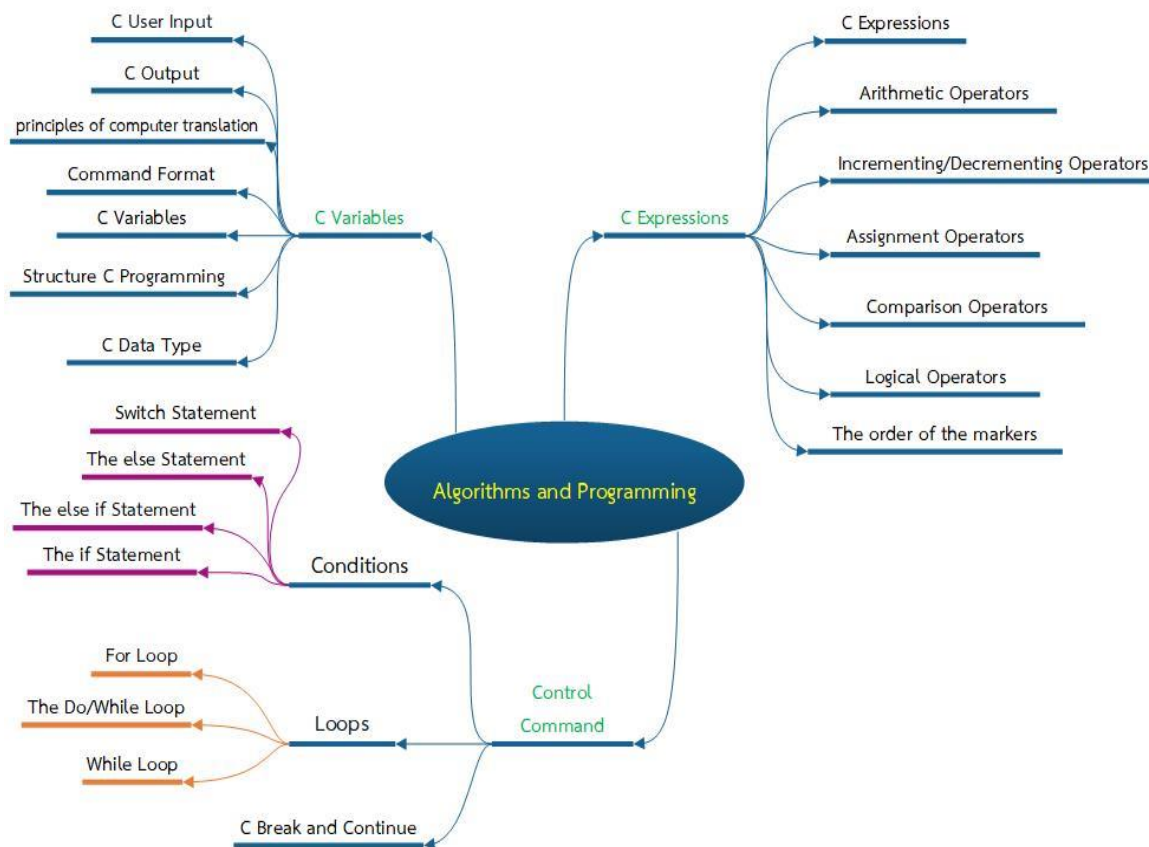 C User Input
C Output
principles of computer translation
Command Format
C Variables
Structure C Programming
C Data Type
C Variables
C Expressions
C Expressions
Arithmetic Operators
Incrementing/Decrementing Operators
Assignment Operators
Comparison Operators
Logical Operators
The order of the markers
Algorithms and Programming
Switch Statement
The else Statement
The else if Statement
The if Statement
Conditions
For Loop
The Do/While Loop
While Loop
Loops
Control
Command
C Break and Continue